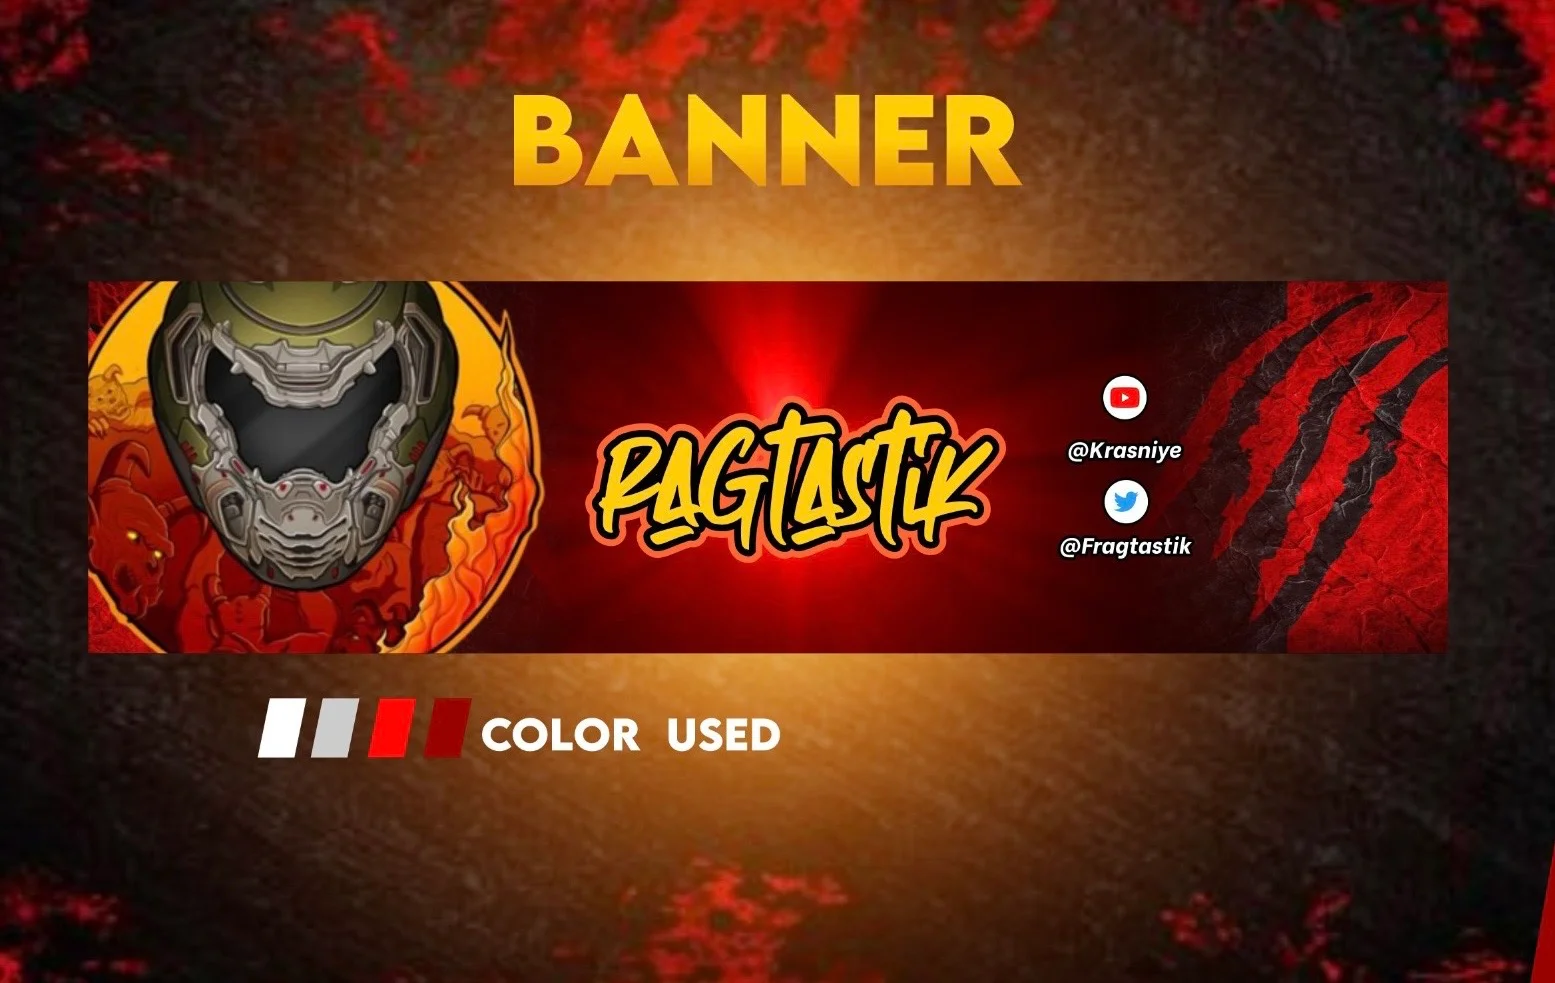 BANNER
RAGTASTIK
@Krasniye
@Fragtastik
COLOR USED